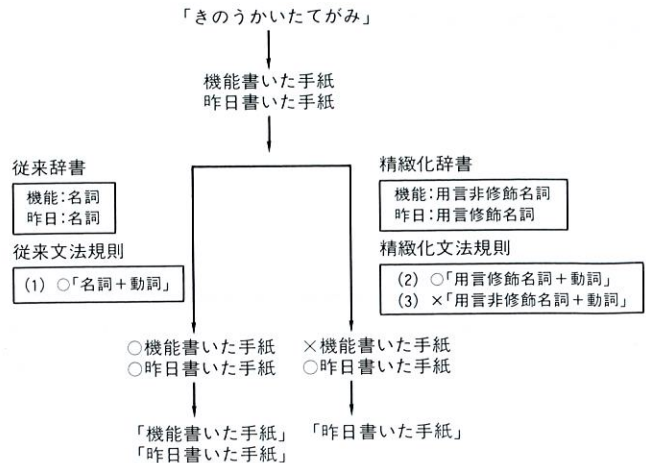 「きのうかいたてがみ」
機能書いた手紙
昨日書いた手紙
従来辞書
機能:名詞
昨日:名詞
従来文法規則
(1) ○「名詞+動詞」
精緻化辞書
機能:用言非修飾名詞
昨日:用言修飾名詞
精緻化文法規則
(2) ○「用言修飾名詞+動詞」
(3) ×「用言非修飾名詞+動詞」
○機能書いた手紙
○昨日書いた手紙
×機能書いた手紙
○昨日書いた手紙
「機能書いた手紙」
「昨日書いた手紙」
「昨日書いた手紙」